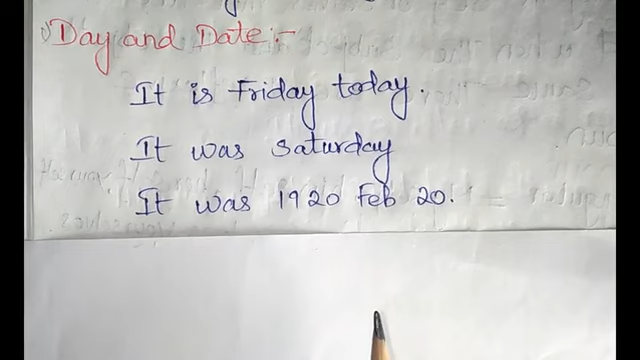 i) Day and Date:-
It is Friday today.
It was Saturday
It was 1920 Feb 20.